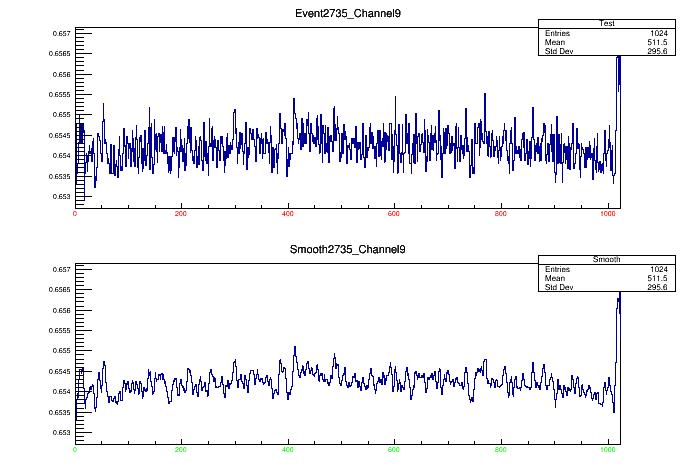 Event2735_Channel9
Test
Entries 1024
Mean 511.5
Std Dev 295.6
0.657
0.6565
0.656
0.6555
0.655
0.6545
0.654
0.6535
0.653
0 200 400 600 800 1000
Smooth2735_Channel9
Smooth
Entries 1024
Mean 511.5
Std Dev 295.6
0.657
0.6565
0.656
0.6555
0.655
0.6545
0.654
0.6535
0.653
0 200 400 600 800 1000